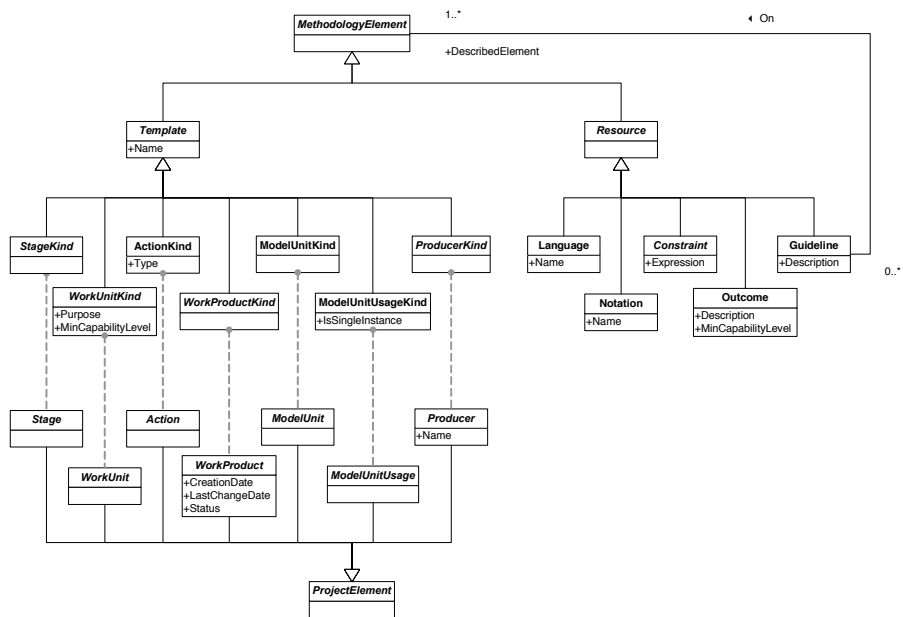 MethodologyElement
1..*
On
+DescribedElement
Template
+Name
Resource
StageKind
ActionKind
+Type
ModelUnitKind
ProducerKind
Language
+Name
Constraint
+Expression
Guideline
+Description
0..*
WorkUnitKind
+Purpose
+MinCapabilityLevel
WorkProductKind
ModelUnitUsageKind
+IsSingleInstance
Notation
+Name
Outcome
+Description
+MinCapabilityLevel
Stage
Action
ModelUnit
Producer
+Name
WorkUnit
WorkProduct
+CreationDate
+LastChangeDate
+Status
ModelUnitUsage
ProjectElement